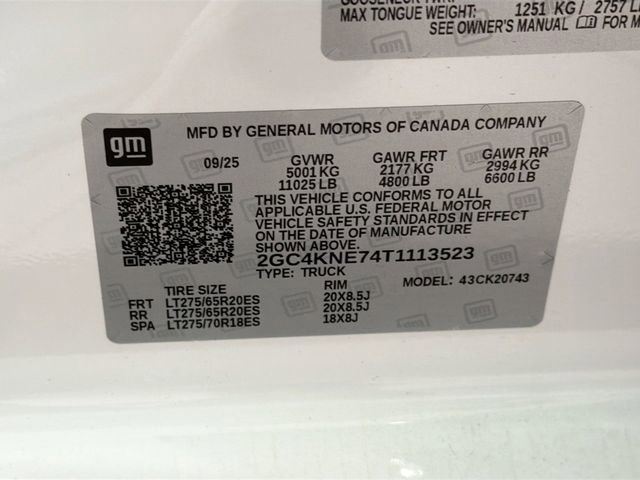 MAX TONGUE WEIGHT: 1251 KG / 2757 L
SEE OWNER'S MANUAL FOR M
gm
MFD BY GENERAL MOTORS OF CANADA COMPANY
09/25 GVWR GAWR FRT GAWR RR
5001 KG 2177 KG 2994 KG
11025 LB 4800 LB 6600 LB
THIS VEHICLE CONFORMS TO ALL
APPLICABLE U.S. FEDERAL MOTOR
VEHICLE SAFETY STANDARDS IN EFFECT
ON THE DATE OF MANUFACTURE
SHOWN ABOVE.
2GC4KNE74T1113523
TYPE: TRUCK MODEL: 43CK20743
TIRE SIZE RIM
FRT LT275/65R20ES 20X8.5J
RR LT275/65R20ES 20X8.5J
SPA LT275/70R18ES 18X8J